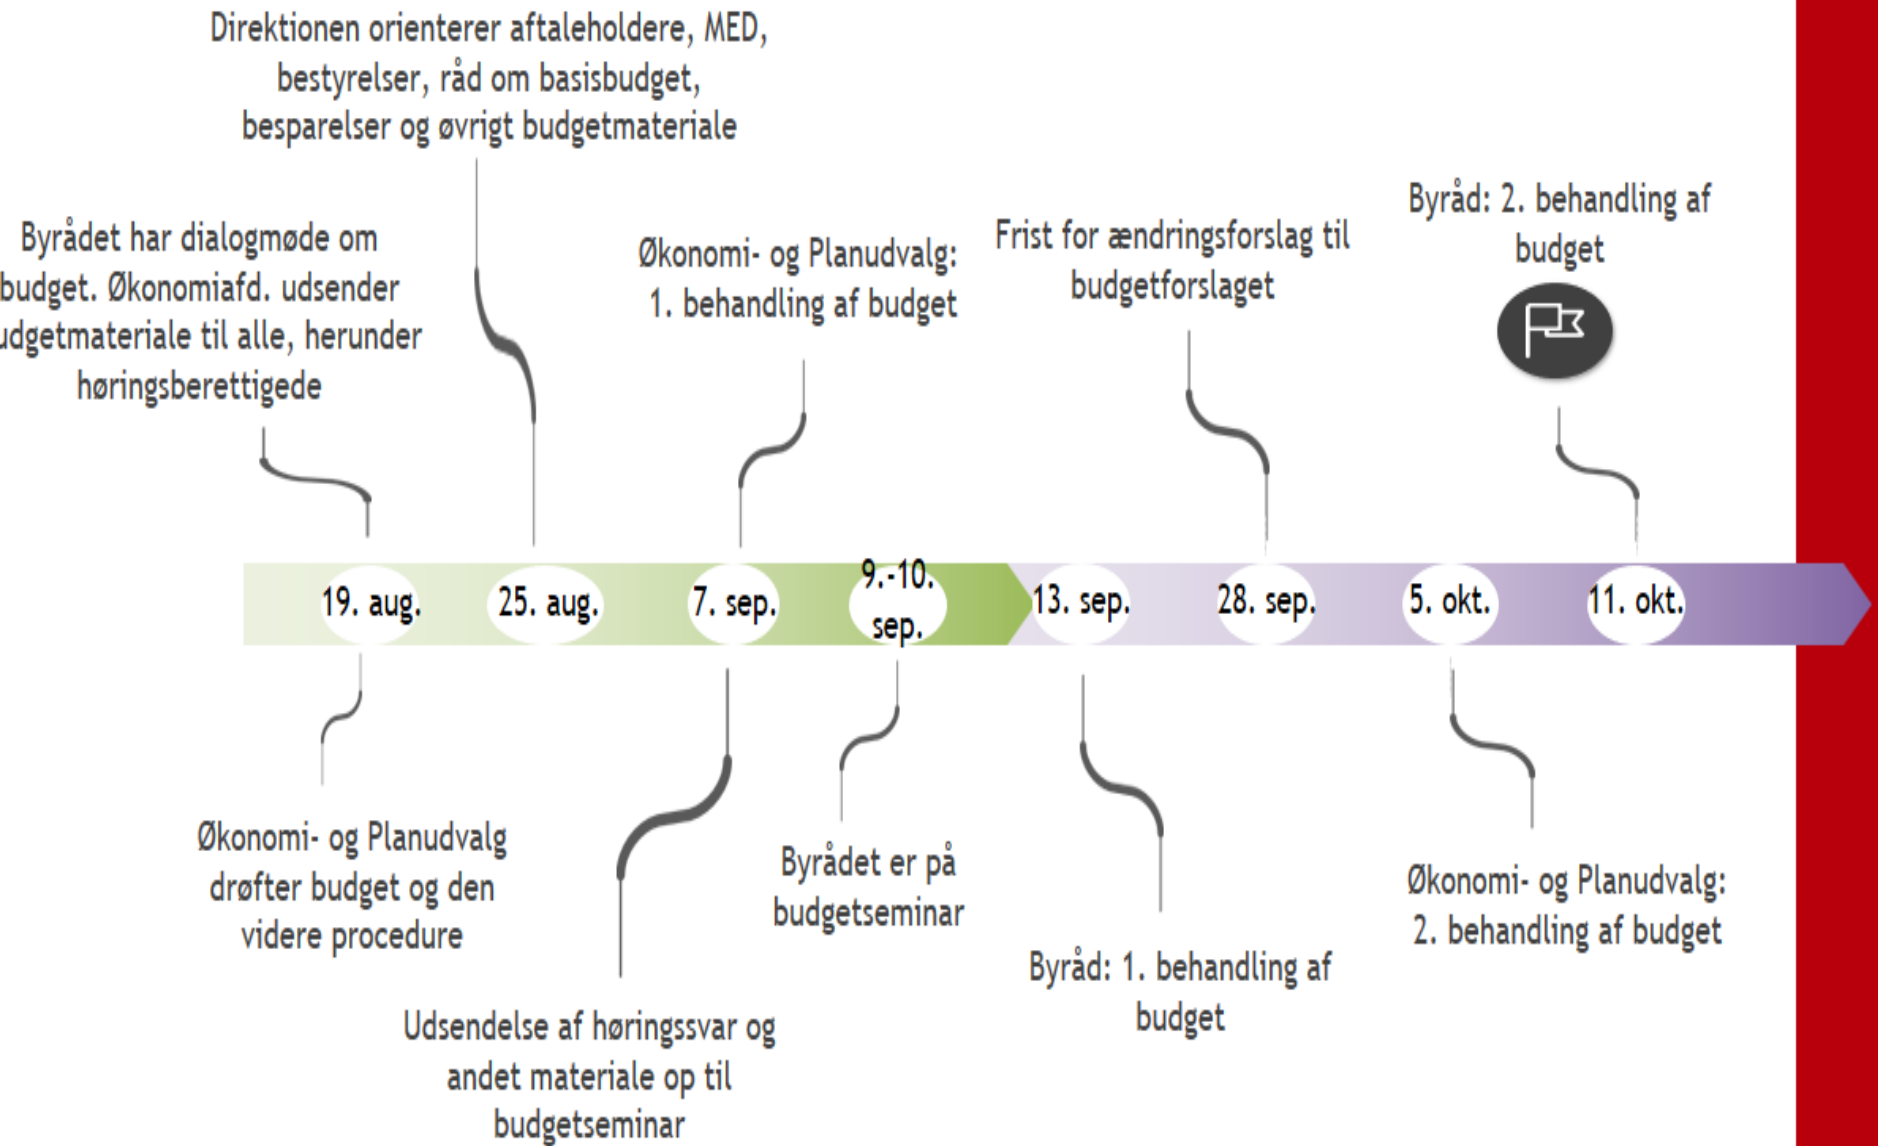 Direktionen orienterer aftaleholdere, MED,
bestyrelser, råd om basisbudget,
besparelser og øvrigt budgetmateriale
Byrådet har dialogmøde om
budget. Økonomiafd. udsender
udgetmateriale til alle, herunder
høringsberettigede
Økonomi- og Planudvalg:
1. behandling af budget
Frist for ændringsforslag til
budgetforslaget
Byråd: 2. behandling af
budget
19. aug.
25. aug.
7. sep.
9.-10.
sep.
13. sep.
28. sep.
5. okt.
11. okt.
Økonomi- og Planudvalg
drøfter budget og den
videre procedure
Udsendelse af høringssvar og
andet materiale op til
budgetseminar
Byrådet er på
budgetseminar
Byråd: 1. behandling af
budget
Økonomi- og Planudvalg:
2. behandling af budget